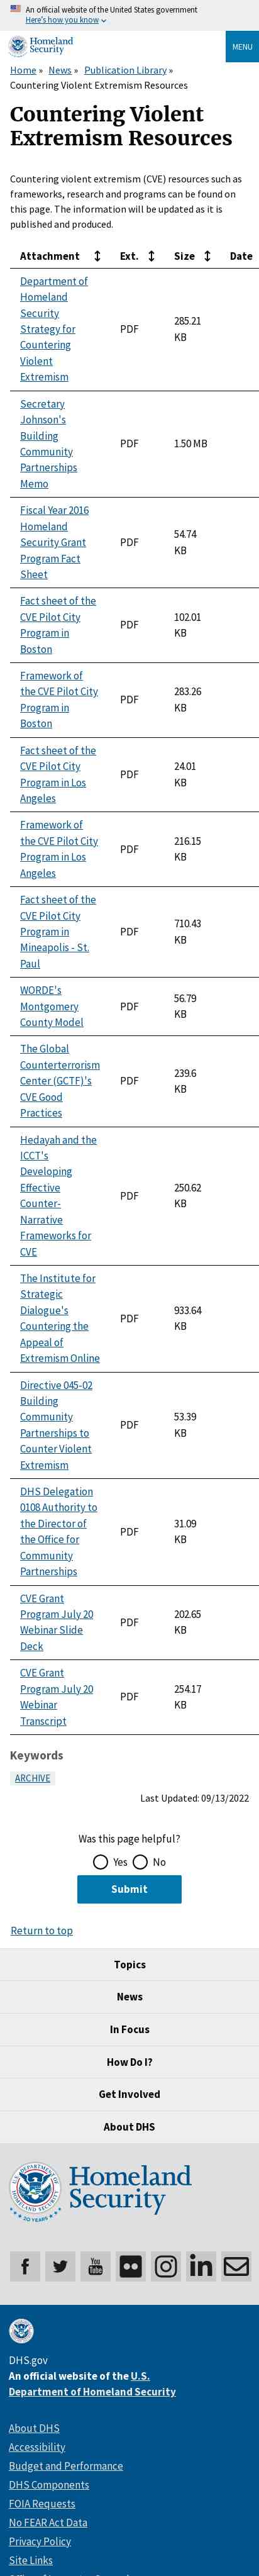 An official website of the United States government
Here's how you know
Homeland
Security
MENU
Home » News » Publication Library »
Countering Violent Extremism Resources
Countering Violent
Extremism Resources
Countering violent extremism (CVE) resources such as
frameworks, research and programs can be found on
this page. The information will be updated as it is
published and produced.
Attachment Ext. Size Date
Department of
Homeland
Security
Strategy for
Countering
Violent
Extremism
PDF
285.21
KB
Secretary
Johnson's
Building
Community
Partnerships
Memo
PDF
1.50 MB
Fiscal Year 2016
Homeland
Security Grant
Program Fact
Sheet
PDF
54.74
KB
Fact sheet of the
CVE Pilot City
Program in
Boston
PDF
102.01
KB
Framework of
the CVE Pilot City
Program in
Boston
PDF
283.26
KB
Fact sheet of the
CVE Pilot City
Program in Los
Angeles
PDF
24.01
KB
Framework of
the CVE Pilot City
Program in Los
Angeles
PDF
216.15
KB
Fact sheet of the
CVE Pilot City
Program in
Mineapolis - St.
Paul
PDF
710.43
KB
WORDE's
Montgomery
County Model
PDF
56.79
KB
The Global
Counterterrorism
Center (GCTF)'s
CVE Good
Practices
PDF
239.6
KB
Hedayah and the
ICCT's
Developing
Effective
Counter-
Narrative
Frameworks for
CVE
PDF
250.62
KB
The Institute for
Strategic
Dialogue's
Countering the
Appeal of
Extremism Online
PDF
933.64
KB
Directive 045-02
Building
Community
Partnerships to
Counter Violent
Extremism
PDF
53.39
KB
DHS Delegation
0108 Authority to
the Director of
the Office for
Community
Partnerships
PDF
31.09
KB
CVE Grant
Program July 20
Webinar Slide
Deck
PDF
202.65
KB
CVE Grant
Program July 20
Webinar
Transcript
PDF
254.17
KB
Keywords
ARCHIVE
Last Updated: 09/13/2022
Was this page helpful?
Yes No
Submit
Return to top
Topics
News
In Focus
How Do I?
Get Involved
About DHS
Homeland
Security
20 YEARS
DHS.gov
An official website of the U.S.
Department of Homeland Security
About DHS
Accessibility
Budget and Performance
DHS Components
FOIA Requests
No FEAR Act Data
Privacy Policy
Site Links